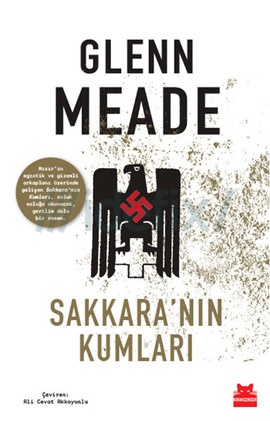 GLENN
MEADE
Mısır'ın
egzotik ve gizemli
arkaplanı üzerinde
gelişen Sakkara'nın
Kumları, soluk
soluğa okunacak,
gerilim dolu
bir roman.
SAKKARA'NIN
KUMLARI
Çeviren:
Ali Cevat Akkoyunlu
KIRMIZIKEDİ